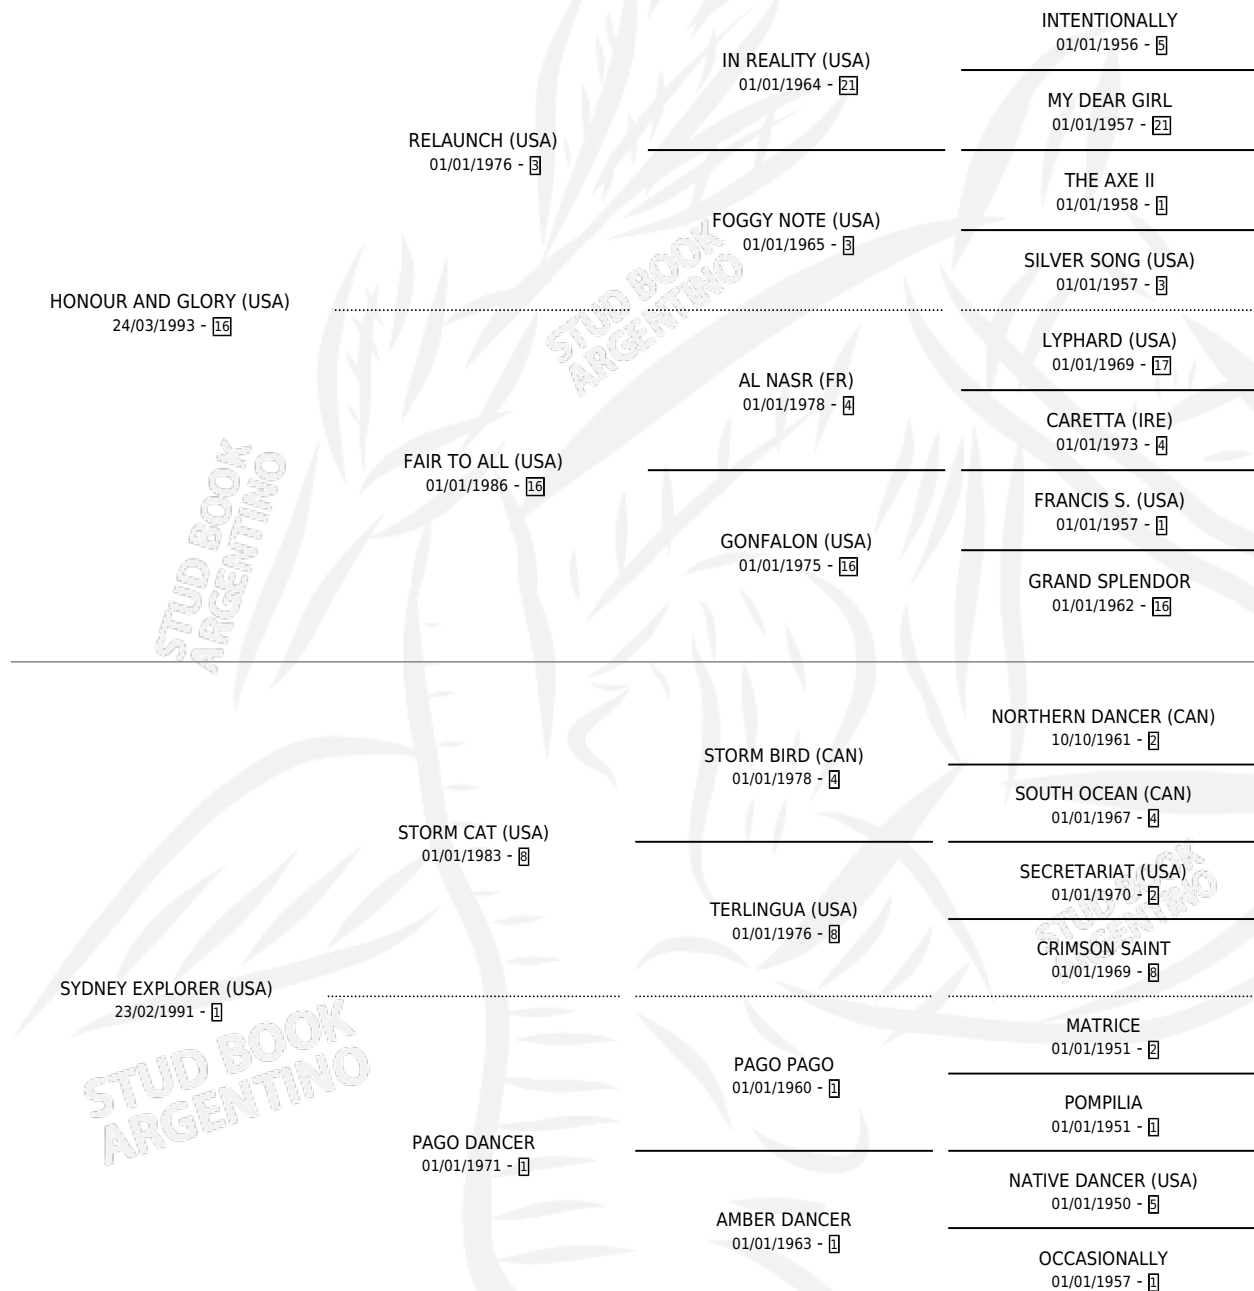 INTENTIONALLY
01/01/1956 - 5
IN REALITY (USA)
01/01/1964 - 21
MY DEAR GIRL
01/01/1957 - 21
RELAUNCH (USA)
01/01/1976 - 3
THE AXE II
01/01/1958 - 1
FOGGY NOTE (USA)
01/01/1965 - 3
SILVER SONG (USA)
01/01/1957 - 3
HONOUR AND GLORY (USA)
24/03/1993 - 16
LYPHARD (USA)
01/01/1969 - 17
AL NASR (FR)
01/01/1978 - 4
CARETTA (IRE)
01/01/1973 - 4
FAIR TO ALL (USA)
01/01/1986 - 16
FRANCIS S. (USA)
01/01/1957 - 1
GONFALON (USA)
01/01/1975 - 16
GRAND SPLENDOR
01/01/1962 - 16
NORTHERN DANCER (CAN)
10/10/1961 - 2
STORM BIRD (CAN)
01/01/1978 - 4
SOUTH OCEAN (CAN)
01/01/1967 - 4
STORM CAT (USA)
01/01/1983 - 8
SECRETARIAT (USA)
01/01/1970 - 2
TERLINGUA (USA)
01/01/1976 - 8
CRIMSON SAINT
01/01/1969 - 8
SYDNEY EXPLORER (USA)
23/02/1991 - 1
MATRICE
01/01/1951 - 2
PAGO PAGO
01/01/1960 - 1
POMPILIA
01/01/1951 - 1
PAGO DANCER
01/01/1971 - 1
NATIVE DANCER (USA)
01/01/1950 - 5
AMBER DANCER
01/01/1963 - 1
OCCASIONALLY
01/01/1957 - 1
STUD BOOK
ARGENTINO
STUD BOOK
ARGENTINO
STUD BOOK
ARGENTINO
STUD BOOK
ARGENTINO